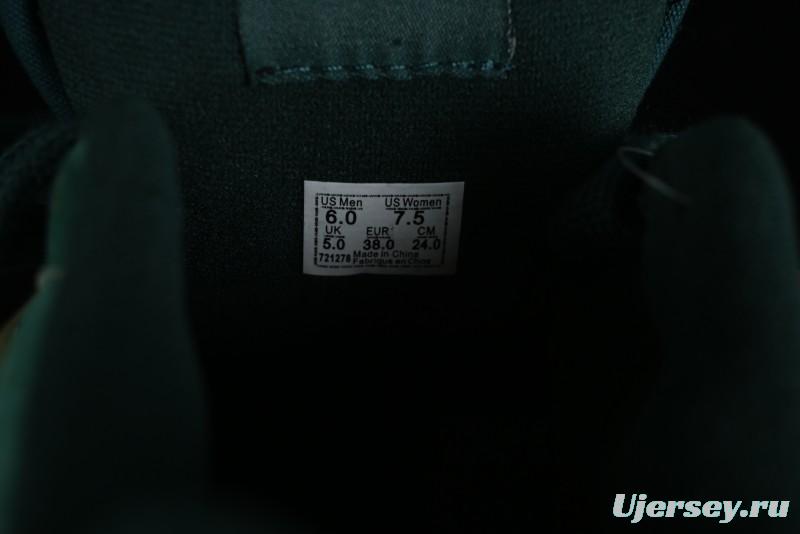 US Men US Women
6.0 7.5
UK EUR CM
5.0 38.0 24.0
721278 Made in China
Fabrique en Chine
Ujersey.ru